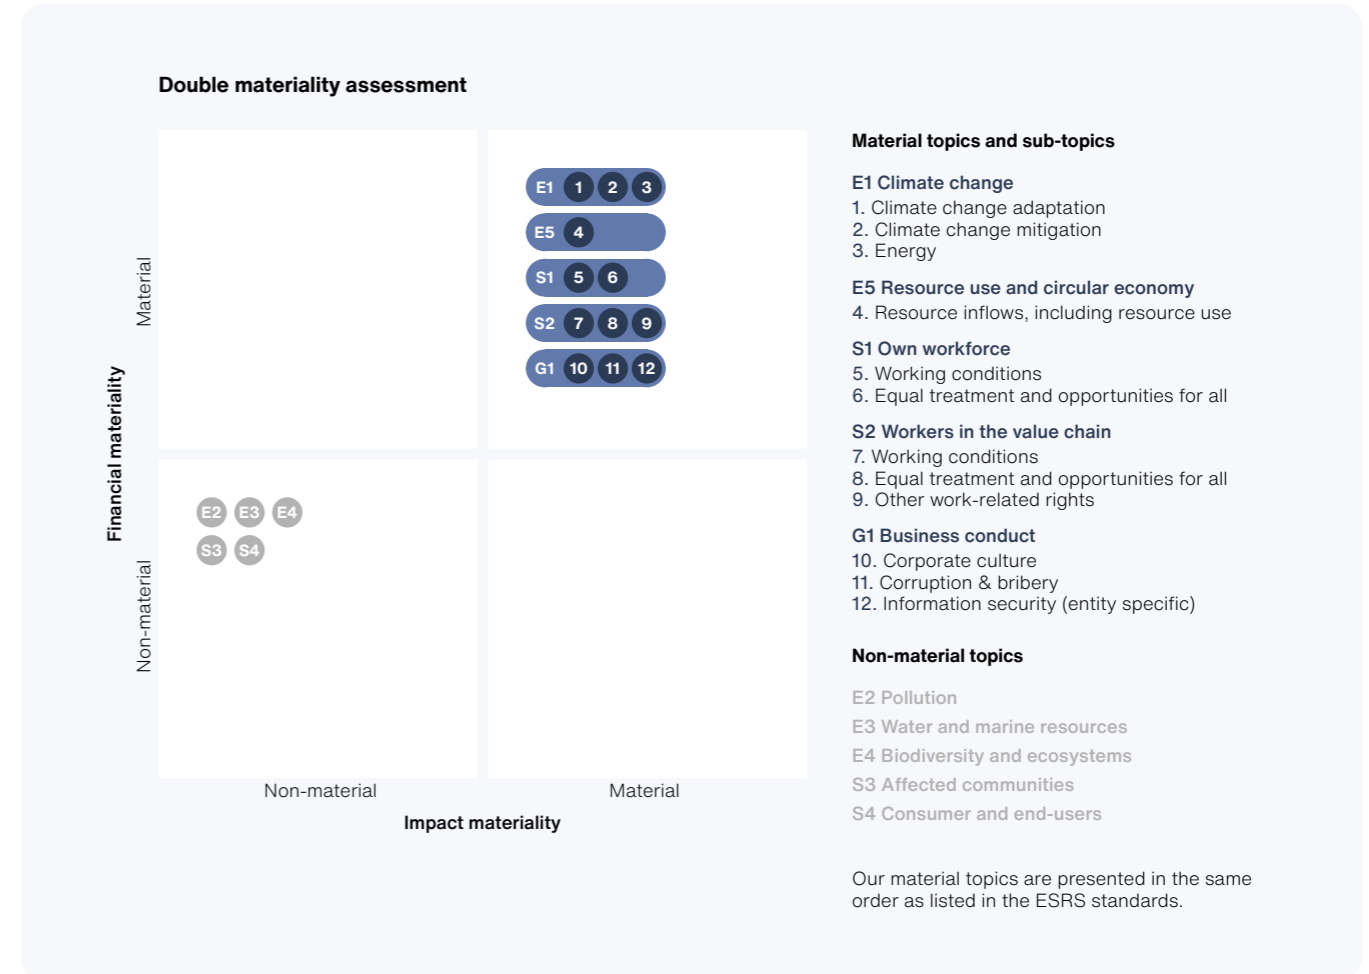 Double materiality assessment
Financial materiality
Material
Non-material
E1 1 2 3
E5 4
S1 5 6
S2 7 8 9
G1 10 11 12
E2 E3 E4
S3 S4
Non-material
Material
Impact materiality
Material topics and sub-topics
E1 Climate change
1. Climate change adaptation
2. Climate change mitigation
3. Energy
E5 Resource use and circular economy
4. Resource inflows, including resource use
S1 Own workforce
5. Working conditions
6. Equal treatment and opportunities for all
S2 Workers in the value chain
7. Working conditions
8. Equal treatment and opportunities for all
9. Other work-related rights
G1 Business conduct
10. Corporate culture
11. Corruption & bribery
12. Information security (entity specific)
Non-material topics
E2 Pollution
E3 Water and marine resources
E4 Biodiversity and ecosystems
S3 Affected communities
S4 Consumer and end-users
Our material topics are presented in the same
order as listed in the ESRS standards.